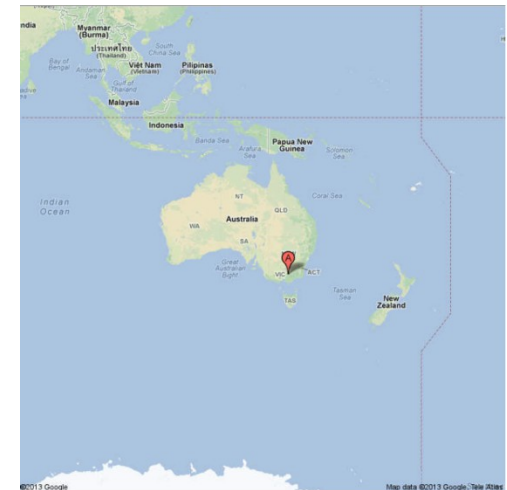 ndia
Myanmar
(Burma)
ประเทศไทย
(Thailand)
South
China Sea
Bay of
Bengal
Andaman
Sea
Việt Nam
(Vietnam)
Pilipinas
(Philippines)
Gulf of
Thailand
Malaysia
Indonesia
Banda Sea
Arafura
Sea
Papua New
Guinea
Solomon
Sea
Indian
Ocean
NT
QLD
Coral Sea
WA
Australia
SA
Great
Australian
Bight
A
VIC
ACT
TAS
Tasman
Sea
New
Zealand
©2013 Google
Map data ©2013 Google, Tele Atlas